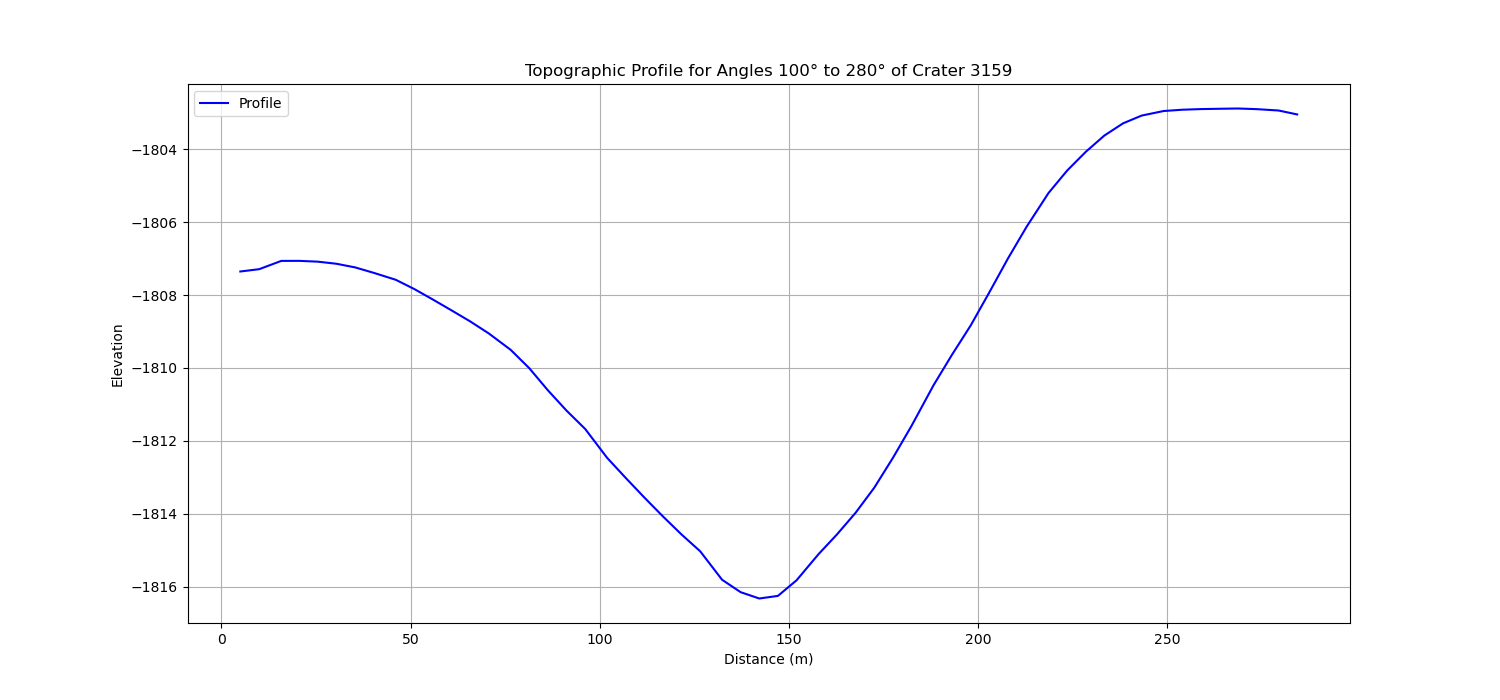 Topographic Profile for Angles 100° to 280° of Crater 3159
Profile
−1804
−1806
−1808
−1810
−1812
−1814
−1816
Elevation
0 50 100 150 200 250
Distance (m)